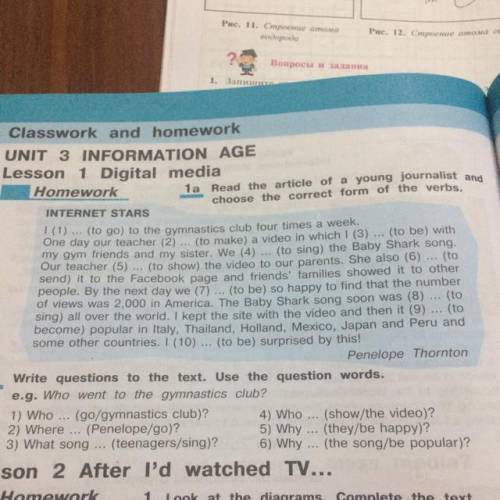 Рис. 11. Строение атома
водорода
Рис. 12. Строение атома
?
Вопросы и задания
1. Запишите
Classwork and homework
UNIT 3 INFORMATION AGE
Lesson 1 Digital media
Homework
1a Read the article of a young journalist and
choose the correct form of the verbs.
INTERNET STARS
I (1) ... (to go) to the gymnastics club four times a week.
One day our teacher (2) ... (to make) a video in which I (3) ... (to be) with
my gym friends and my sister. We (4) ... (to sing) the Baby Shark song.
Our teacher (5) ... (to show) the video to our parents. She also (6) ... (to
send) it to the Facebook page and friends' families showed it to other
people. By the next day we (7) ... (to be) so happy to find that the number
of views was 2,000 in America. The Baby Shark song soon was (8) ... (to
sing) all over the world. I kept the site with the video and then it (9) ... (to
become) popular in Italy, Thailand, Holland, Mexico, Japan and Peru and
some other countries. I (10) ... (to be) surprised by this!
Penelope Thornton
Write questions to the text. Use the question words.
e.g. Who went to the gymnastics club?
1) Who ... (go/gymnastics club)?
2) Where ... (Penelope/go)?
3) What song ... (teenagers/sing)?
4) Who ... (show/the video)?
5) Why ... (they/be happy)?
6) Why ... (the song/be popular)?
son 2 After I'd watched TV...
Homework
1 Look at the diagrams. Complete the text